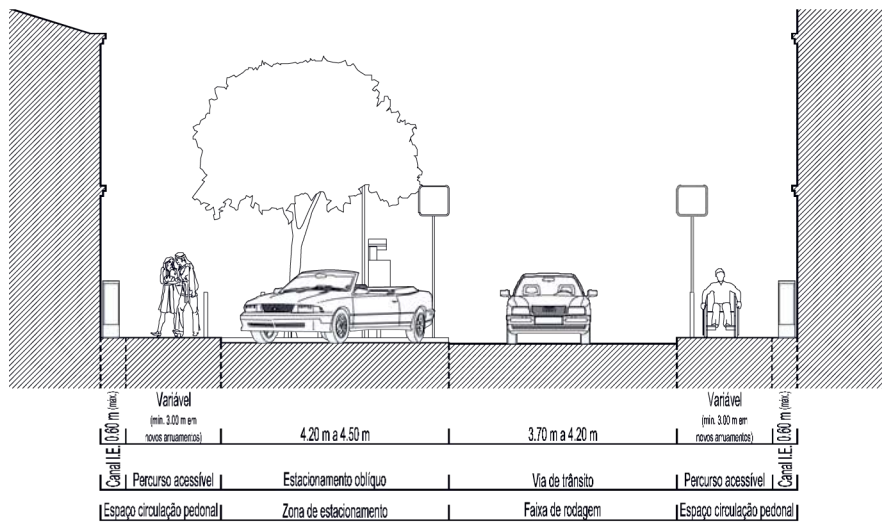 Canal I.E. 0.60 m (máx.)
Variável
(min. 3.00 m em
novos arruamentos)
4.20 m a 4.50 m
3.70 m a 4.20 m
Variável
(min. 3.00 m em
novos arruamentos)
Canal I.E. 0.60 m (máx.)
Percurso acessível
Estacionamento oblíquo
Via de trânsito
Percurso acessível
Espaço circulação pedonal
Zona de estacionamento
Faixa de rodagem
Espaço circulação pedonal